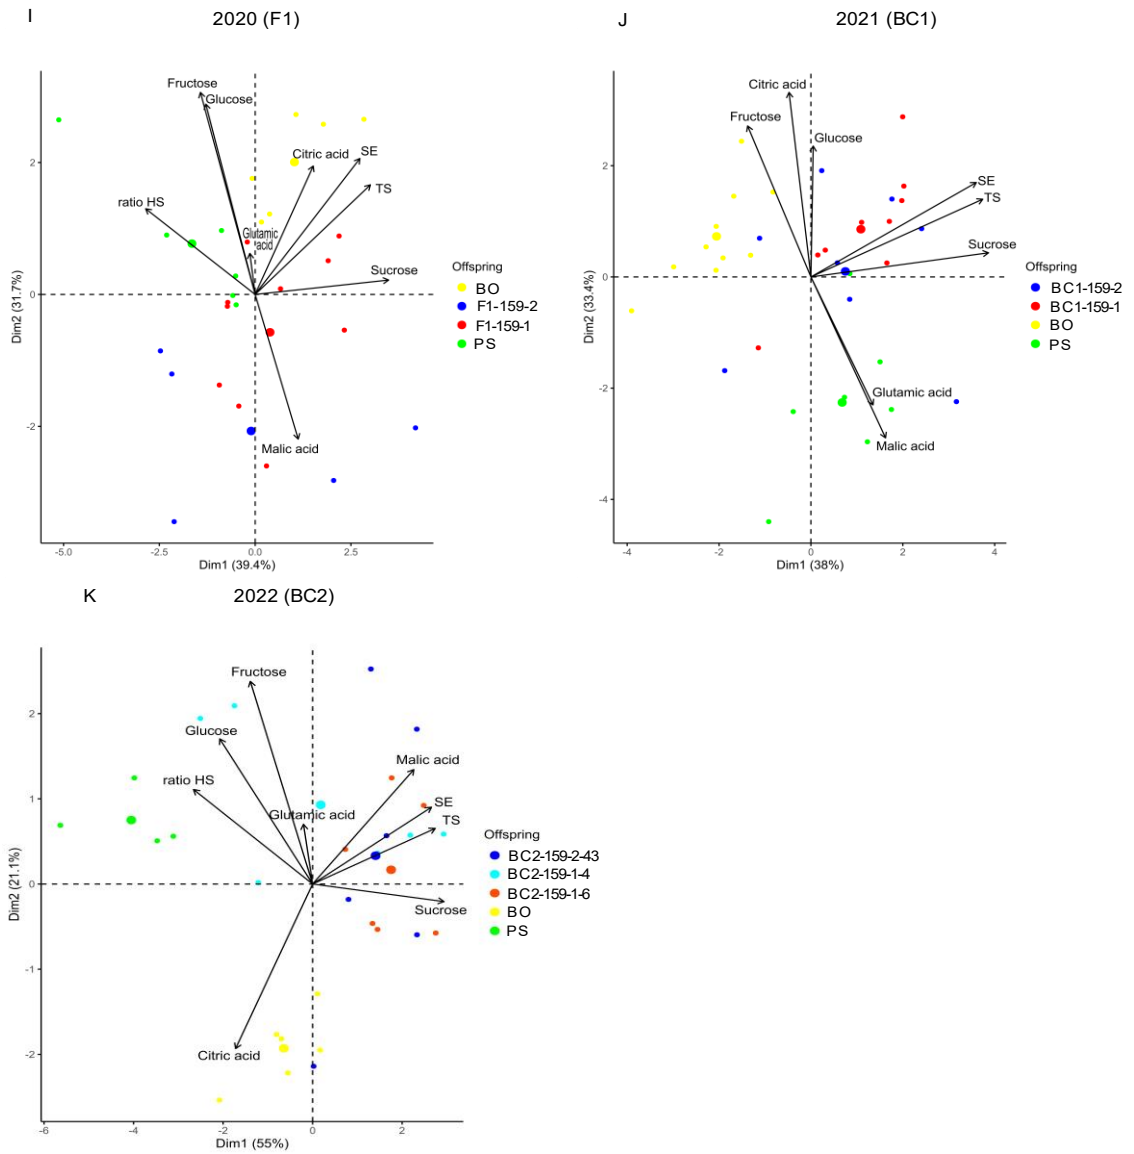 I
2020 (F1)
Fructose
Glucose
Citric acid
SE
TS
ratio HS
Glutamic
acid
Sucrose
Malic acid
2
0
-2
-5.0
-2.5
0.0
2.5
Dim1 (39.4%)
Dim2 (31.7%)
Offspring
BO
F1-159-2
F1-159-1
PS
J
2021 (BC1)
Citric acid
Fructose
Glucose
SE
TS
Sucrose
Glutamic acid
Malic acid
2
0
-2
-4
-4
-2
0
2
4
Dim1 (38%)
Dim2 (33.4%)
Offspring
BC1-159-2
BC1-159-1
BO
PS
K
2022 (BC2)
Fructose
Glucose
Malic acid
ratio HS
SE
Glutamic acid
TS
Sucrose
Citric acid
2
1
0
-1
-2
-6
-4
-2
0
2
Dim1 (55%)
Dim2 (21.1%)
Offspring
BC2-159-2-43
BC2-159-1-4
BC2-159-1-6
BO
PS